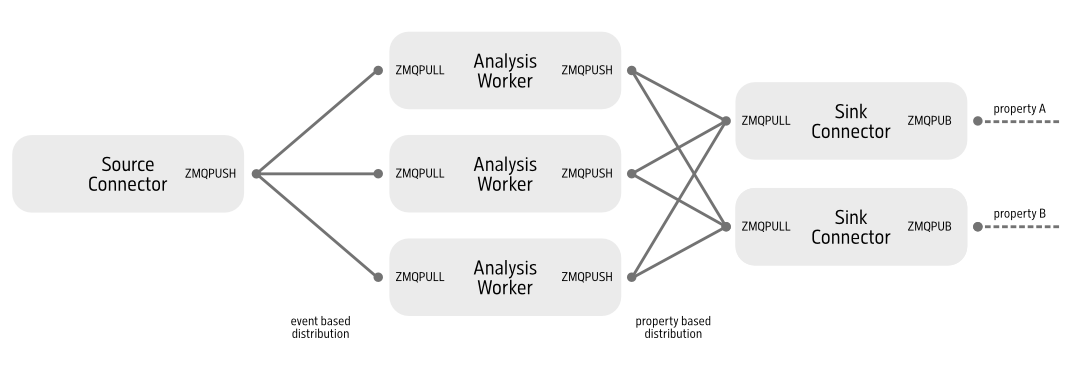 Source
Connector
ZMQPUSH
ZMQPULL
Analysis
Worker
ZMQPUSH
ZMQPULL
Analysis
Worker
ZMQPUSH
ZMQPULL
Analysis
Worker
ZMQPUSH
event based
distribution
property based
distribution
ZMQPULL
Sink
Connector
ZMQPUB
property A
ZMQPULL
Sink
Connector
ZMQPUB
property B